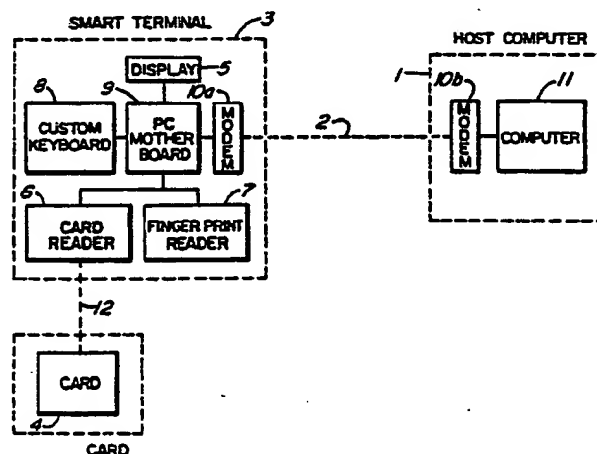 SMART TERMINAL
3
HOST COMPUTER
8
9
DISPLAY
5
10a
1
10b
11
CUSTOM KEYBOARD
PC MOTHER BOARD
MODEM
2
MODEM
COMPUTER
6
7
CARD READER
FINGER PRINT READER
12
CARD
4
CARD